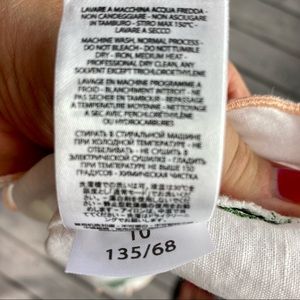 LAVARE A MACCHINA ACQUA FREDDA -
NON CANDEGGIARE - NON ASCIUGARE
IN TAMBURO - STIRO MAX 150°C -
LAVARE A SECCO
MACHINE WASH, NORMAL PROCESS -
DO NOT BLEACH - DO NOT TUMBLE
DRY - IRON, MEDIUM HEAT -
PROFESSIONAL DRY CLEAN, ANY
SOLVENT EXCEPT TRICHLOROETHYLENE
LAVAGE EN MACHINE PROGRAMME À
FROID - BLANCHIMENT INTERDIT - NE
PAS SÉCHER EN TAMBOUR - REPASSAGE
À TEMPÉRATURE MOYENNE - NETTOYAGE
À SEC AVEC PERCHLORÉTHYLÈNE
OU HYDROCARBURES
СТИРАТЬ В СТИРАЛЬНОЙ МАШИНЕ
ПРИ ХОЛОДНОЙ ТЕМПЕРАТУРЕ - НЕ
ОТБЕЛИВАТЬ - НЕ СУШИТЬ В
ЭЛЕКТРИЧЕСКОЙ СУШИЛКЕ - ГЛАДИТЬ
ПРИ ТЕМПЕРАТУРЕ НЕ ВЫШЕ 150
ГРАДУСОВ - ХИМИЧЕСКАЯ ЧИСТКА
10
135/68